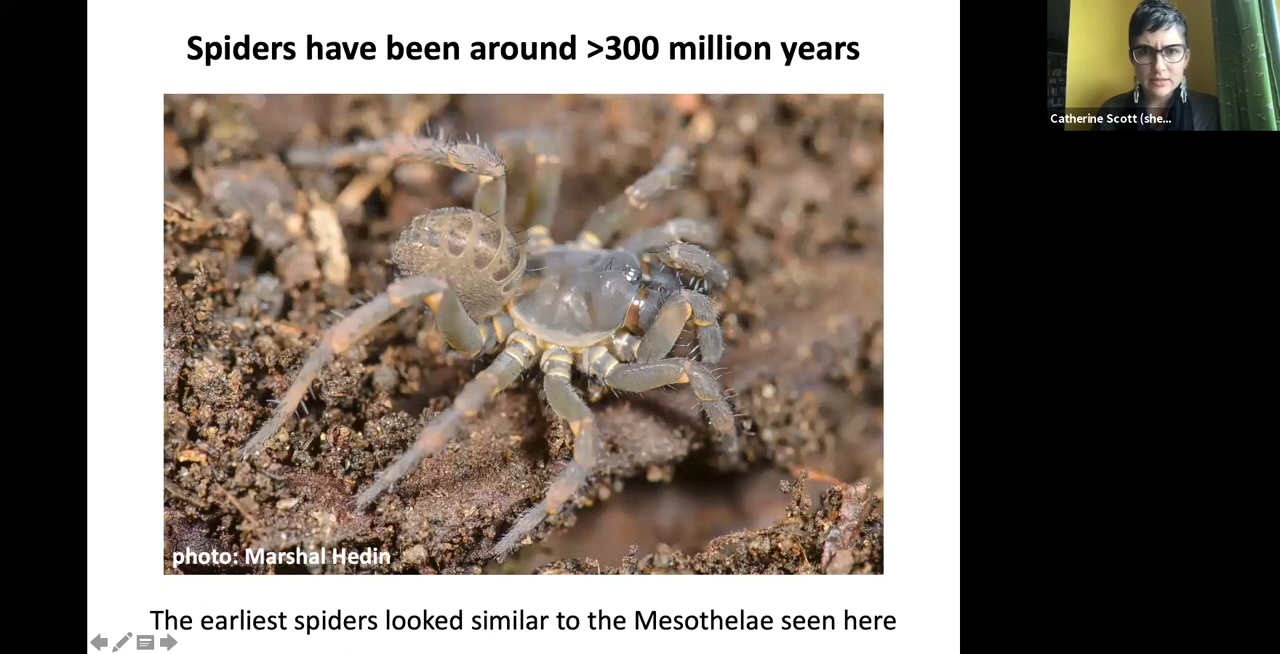 Spiders have been around >300 million years
Catherine Scott (she...
photo: Marshal Hedin
The earliest spiders looked similar to the Mesothelae seen here